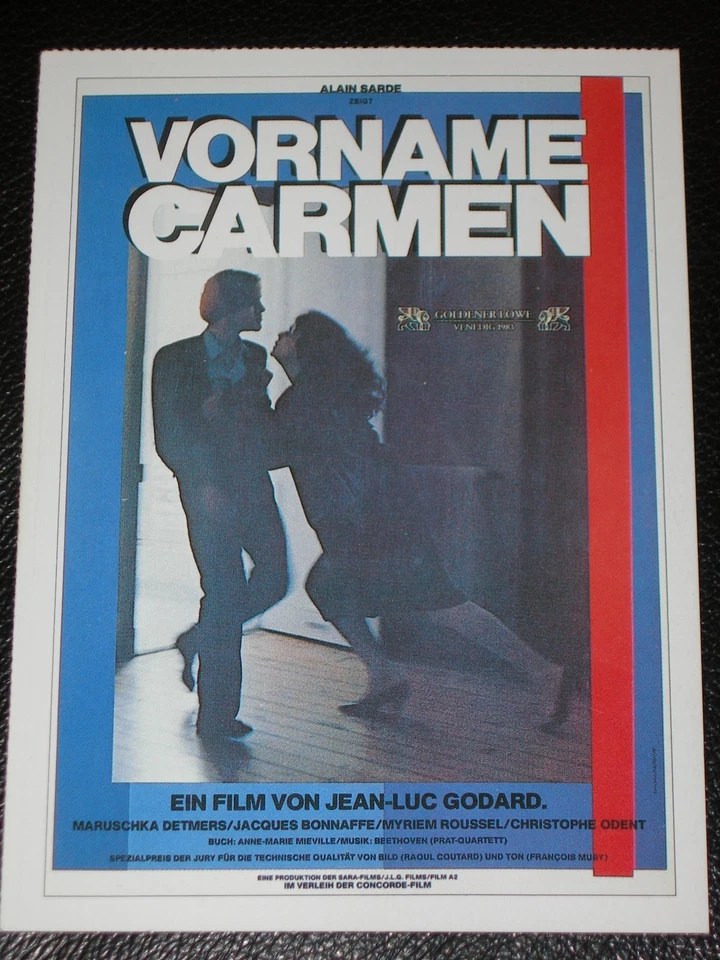 ALAIN SARDE
ZEIGT
VORNAME
CARMEN
GOLDENER LÖWE
VENEDIG 1983
EIN FILM VON JEAN-LUC GODARD.
MARUSCHKA DETMERS/JACQUES BONNAFFE/MYRIEM ROUSSEL/CHRISTOPHE ODENT
BUCH: ANNE-MARIE MIEVILLE/MUSIK: BEETHOVEN (PRAT-QUARTETT)
SPEZIALPREIS DER JURY FÜR DIE TECHNISCHE QUALITÄT VON BILD (RAOUL COUTARD) UND TON (FRANÇOIS MUSY)
EINE PRODUKTION DER SARA-FILMS/J.L.G. FILMS/FILM A2
IM VERLEIH DER CONCORDE-FILM